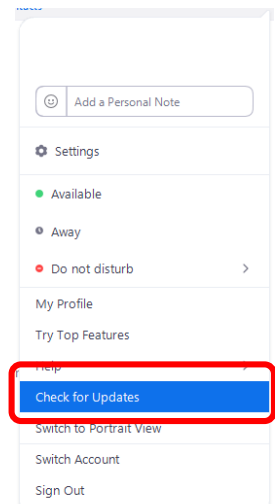 Add a Personal Note
Settings
Available
Away
Do not disturb
My Profile
Try Top Features
Help
Check for Updates
Switch to Portrait View
Switch Account
Sign Out